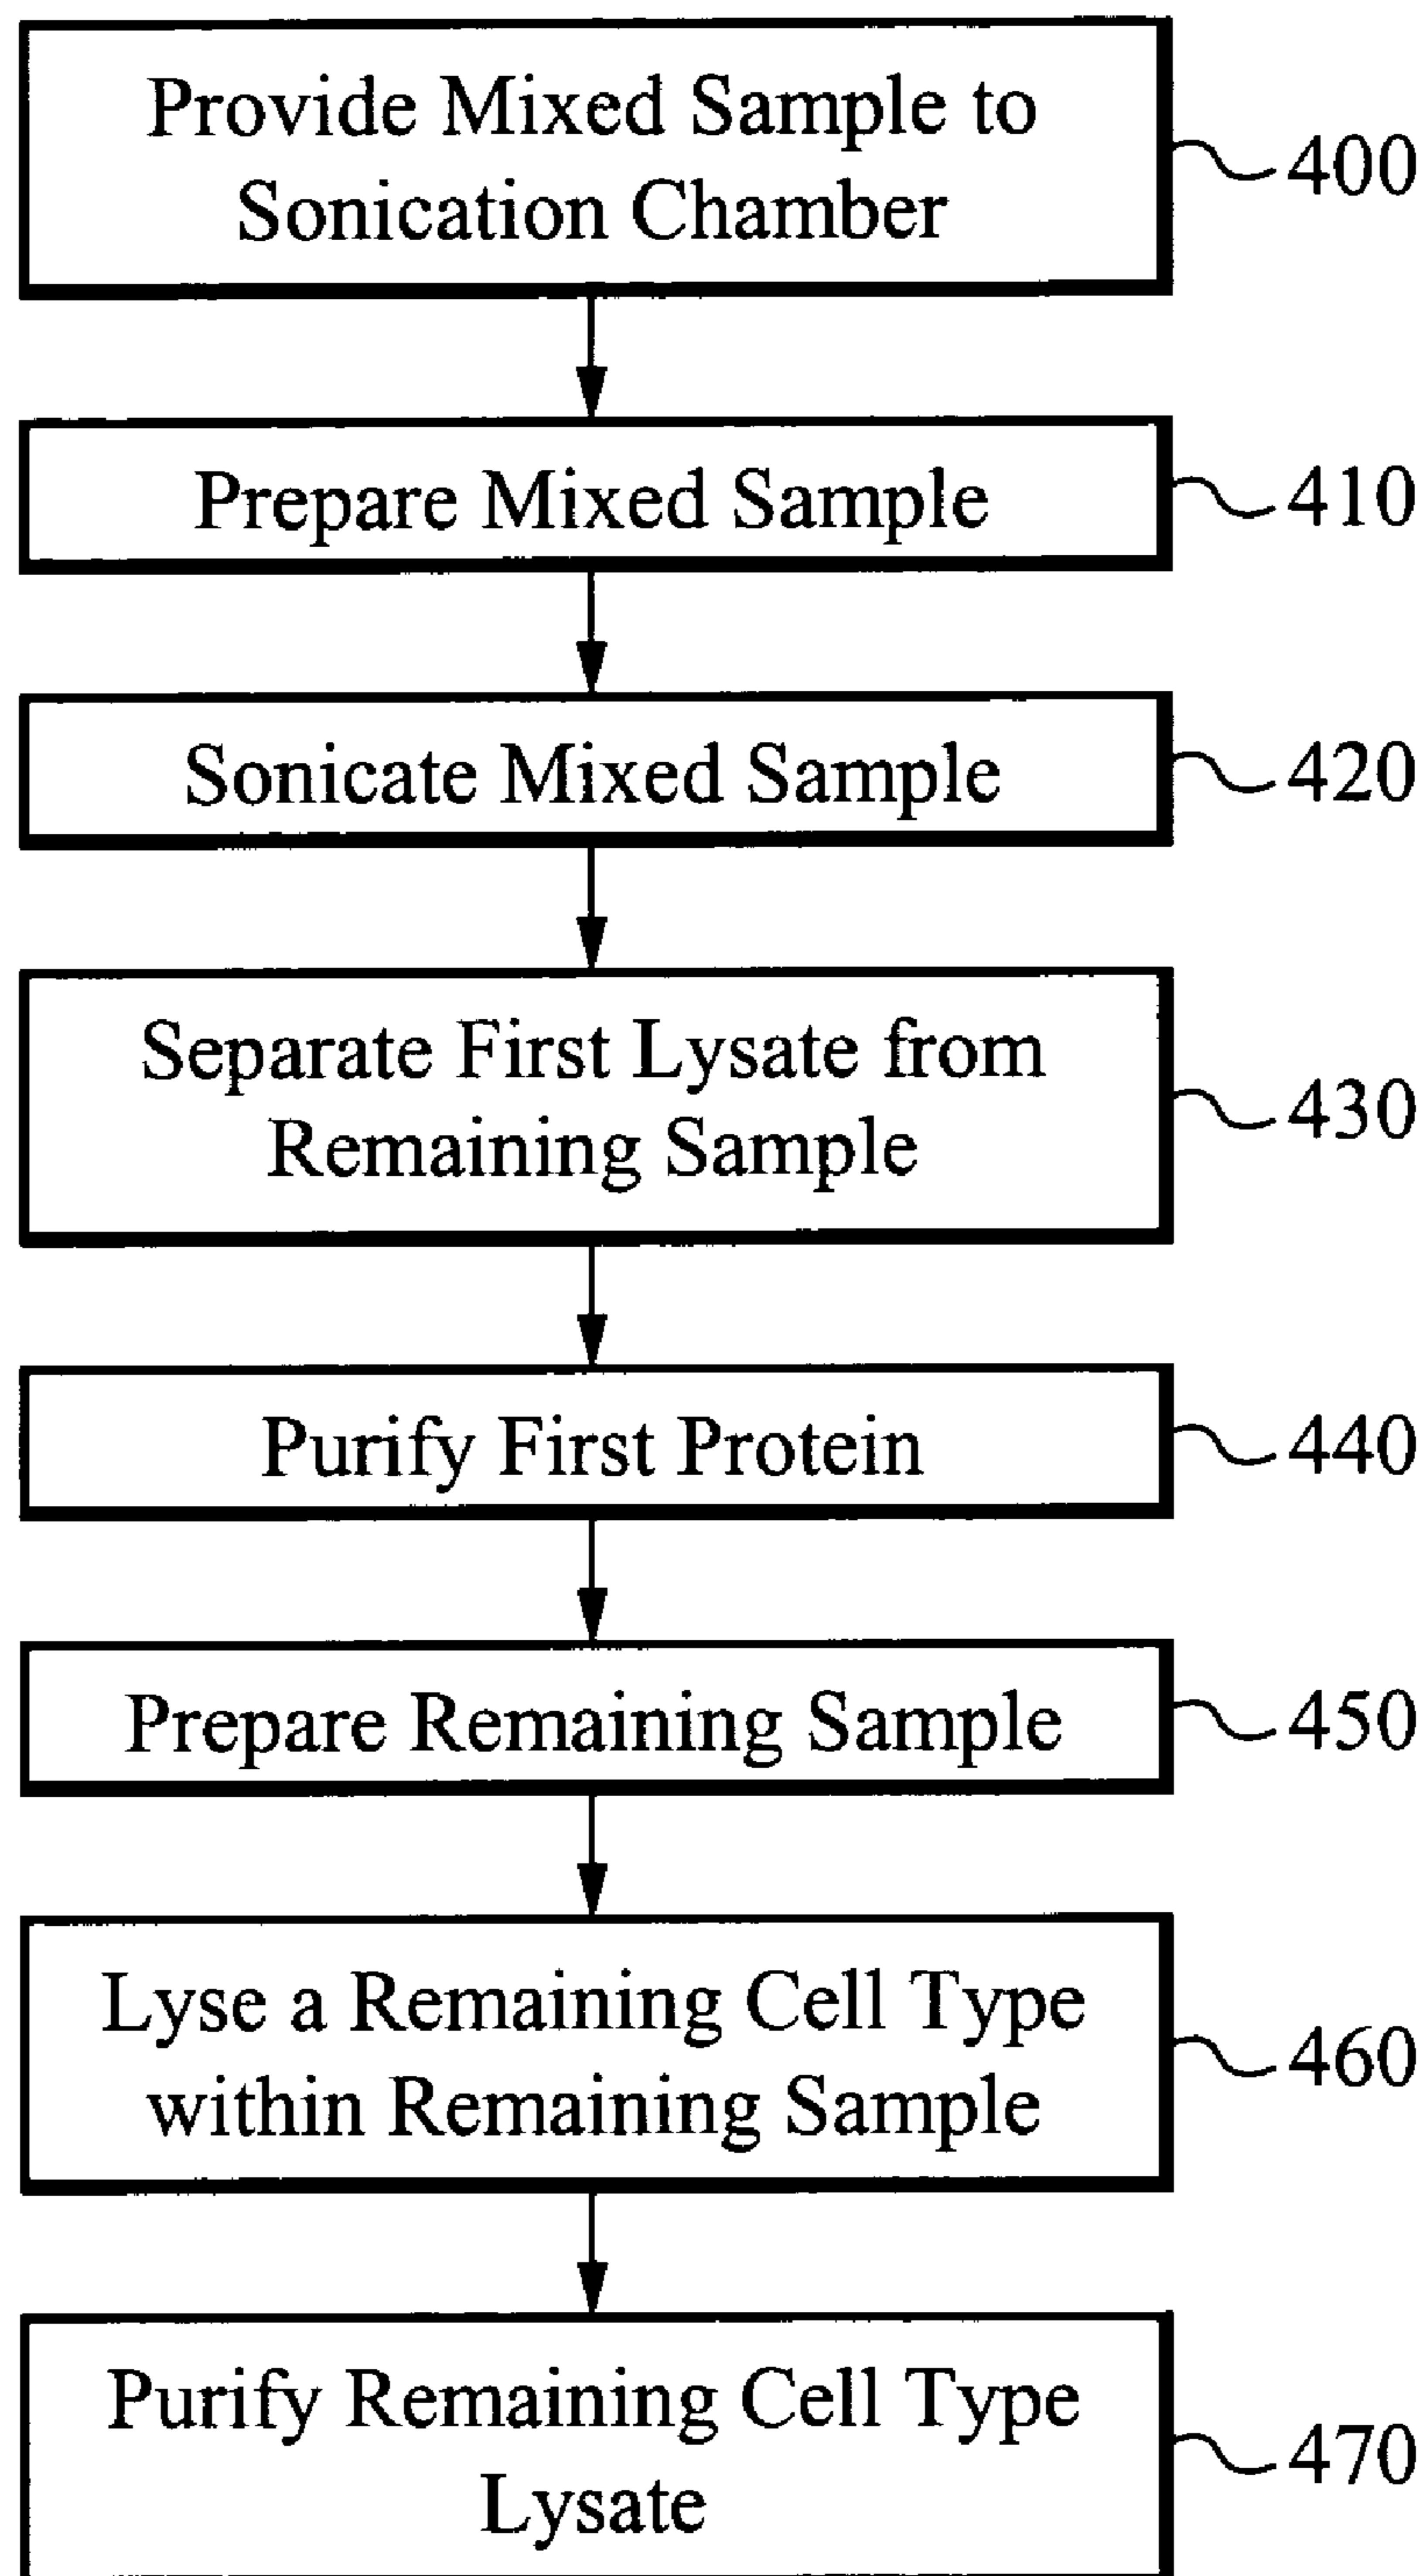 Provide Mixed Sample to
Sonication Chamber
400
Prepare Mixed Sample
410
Sonicate Mixed Sample
420
Separate First Lysate from
Remaining Sample
430
Purify First Protein
440
Prepare Remaining Sample
450
Lyse a Remaining Cell Type
within Remaining Sample
460
Purify Remaining Cell Type
Lysate
470